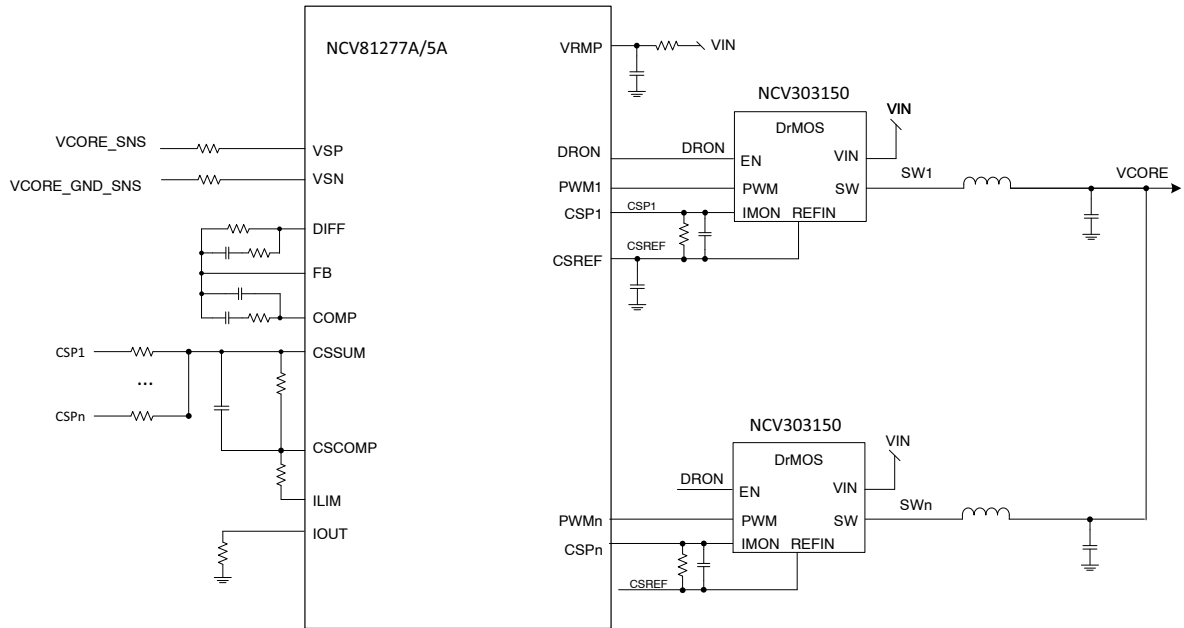 NCV81277A/5A
VRMP
VIN
NCV303150
DrMOS
VIN
VCORE_SNS
VSP
VCORE_GND_SNS
VSN
DRON
DRON
EN
VIN
PWM1
PWM
SW
SW1
VCORE
CSP1
CSP1
IMON
REFIN
CSREF
CSREF
DIFF
FB
COMP
CSP1
CSSUM
...
CSPn
CSCOMP
ILIM
IOUT
NCV303150
DrMOS
VIN
DRON
EN
VIN
PWMn
PWM
SW
SWn
CSPn
IMON
REFIN
CSREF